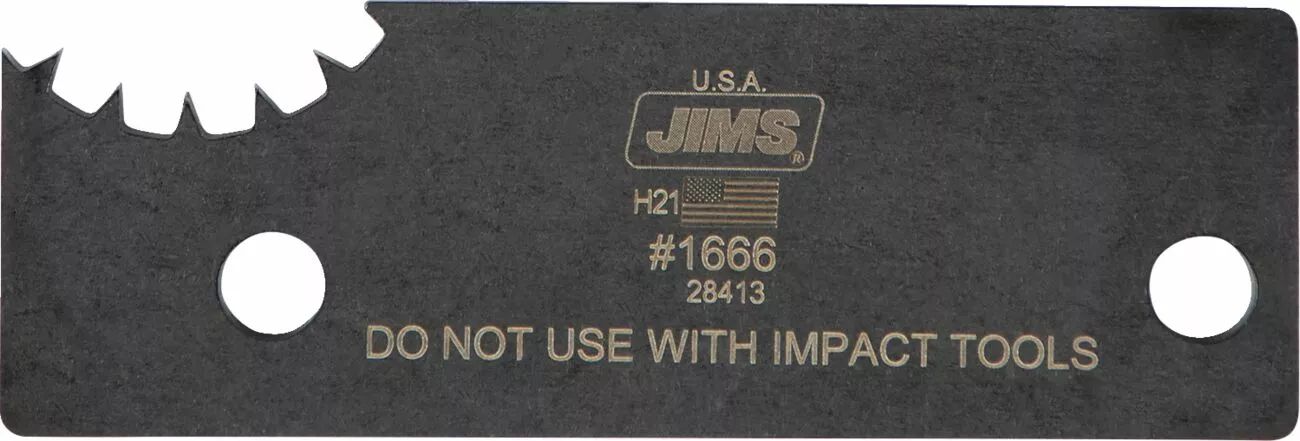 U.S.A.
JIMS®
H21
#1666
28413
DO NOT USE WITH IMPACT TOOLS